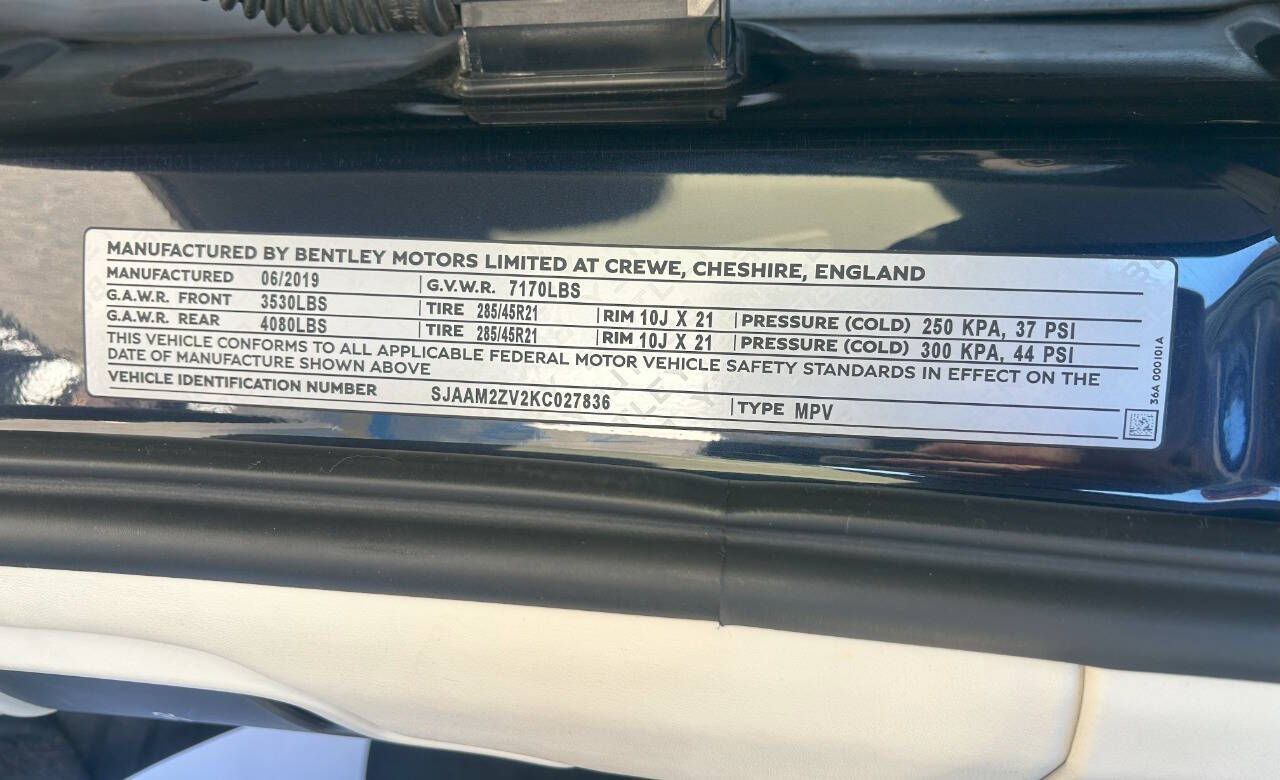 MANUFACTURED BY BENTLEY MOTORS LIMITED AT CREWE, CHESHIRE, ENGLAND
MANUFACTURED 06/2019 G.V.W.R. 7170LBS
G.A.W.R. FRONT 3530LBS TIRE 285/45R21 RIM 10J X 21 PRESSURE (COLD) 250 KPA, 37 PSI
G.A.W.R. REAR 4080LBS TIRE 285/45R21 RIM 10J X 21 PRESSURE (COLD) 300 KPA, 44 PSI
THIS VEHICLE CONFORMS TO ALL APPLICABLE FEDERAL MOTOR VEHICLE SAFETY STANDARDS IN EFFECT ON THE
DATE OF MANUFACTURE SHOWN ABOVE
VEHICLE IDENTIFICATION NUMBER SJAAM2ZV2KC027836 TYPE MPV
36A 000101A